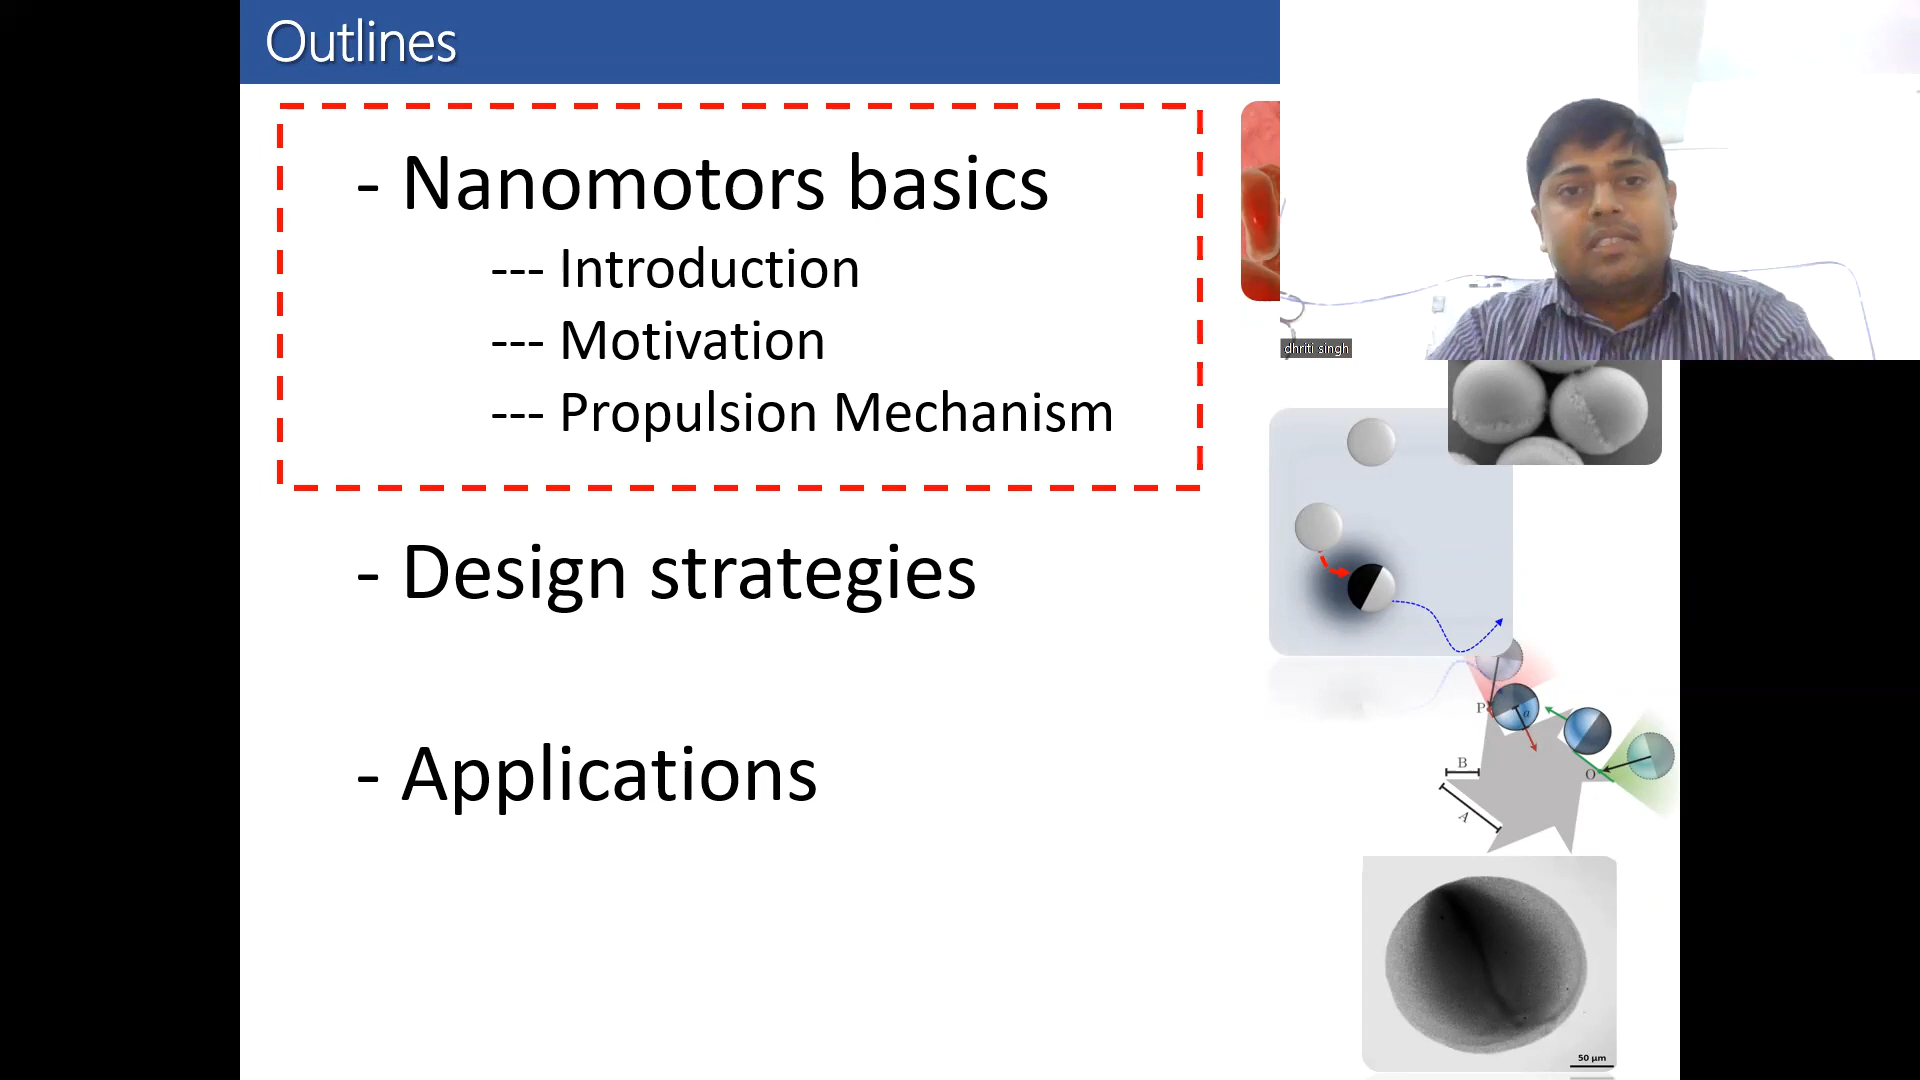 Outlines
- Nanomotors basics
--- Introduction
--- Motivation
--- Propulsion Mechanism
- Design strategies
- Applications
dhriti singh
P
a
B
O
A
50 µm